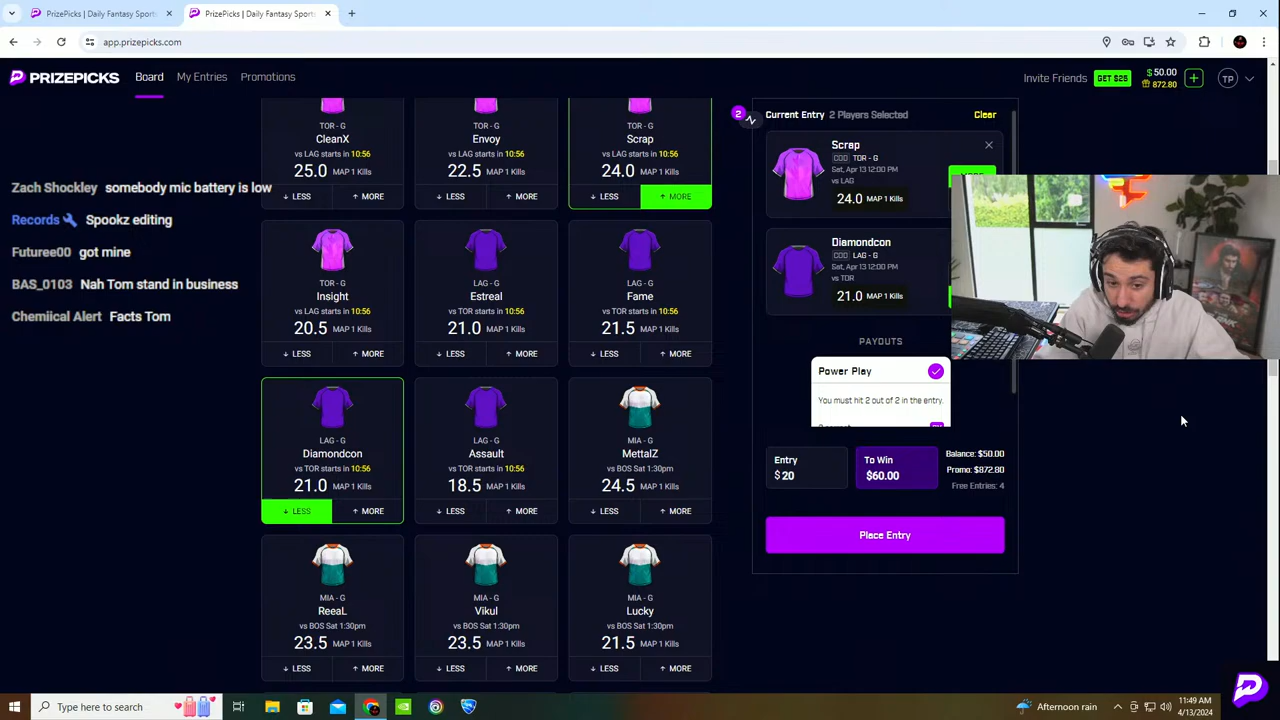 PrizePicks | Daily Fantasy Sports
PrizePicks | Daily Fantasy Sports
app.prizepicks.com
PRIZEPICKS
Board
My Entries
Promotions
Invite Friends
GET $25
$50.00
872.80
TP
TOR - G
CleanX
vs LAG starts in 10:56
25.0 MAP 1 Kills
↓ LESS
↑ MORE
TOR - G
Envoy
vs LAG starts in 10:56
22.5 MAP 1 Kills
↓ LESS
↑ MORE
TOR - G
Scrap
vs LAG starts in 10:56
24.0 MAP 1 Kills
↓ LESS
↑ MORE
Zach Shockley somebody mic battery is low
Records Spookz editing
Futuree00 got mine
BAS_0103 Nah Tom stand in business
Chemiical Alert Facts Tom
TOR - G
Insight
vs LAG starts in 10:56
20.5 MAP 1 Kills
↓ LESS
↑ MORE
LAG - G
Estreal
vs TOR starts in 10:56
21.0 MAP 1 Kills
↓ LESS
↑ MORE
LAG - G
Fame
vs TOR starts in 10:56
21.5 MAP 1 Kills
↓ LESS
↑ MORE
LAG - G
Diamondcon
vs TOR starts in 10:56
21.0 MAP 1 Kills
↓ LESS
↑ MORE
LAG - G
Assault
vs TOR starts in 10:56
18.5 MAP 1 Kills
↓ LESS
↑ MORE
MIA - G
MettalZ
vs BOS Sat 1:30pm
24.5 MAP 1 Kills
↓ LESS
↑ MORE
MIA - G
ReeaL
vs BOS Sat 1:30pm
23.5 MAP 1 Kills
↓ LESS
↑ MORE
MIA - G
Vikul
vs BOS Sat 1:30pm
23.5 MAP 1 Kills
↓ LESS
↑ MORE
MIA - G
Lucky
vs BOS Sat 1:30pm
21.5 MAP 1 Kills
↓ LESS
↑ MORE
2
Current Entry 2 Players Selected
Clear
Scrap
COD TOR - G
Sat, Apr 13 12:00 PM
vs LAG
24.0 MAP 1 Kills
Diamondcon
COD LAG - G
Sat, Apr 13 12:00 PM
vs TOR
21.0 MAP 1 Kills
PAYOUTS
Power Play
You must hit 2 out of 2 in the entry.
Entry
$20
To Win
$60.00
Balance: $50.00
Promo: $872.80
Free Entries: 4
Place Entry
Type here to search
Afternoon rain
11:49 AM
4/13/2024